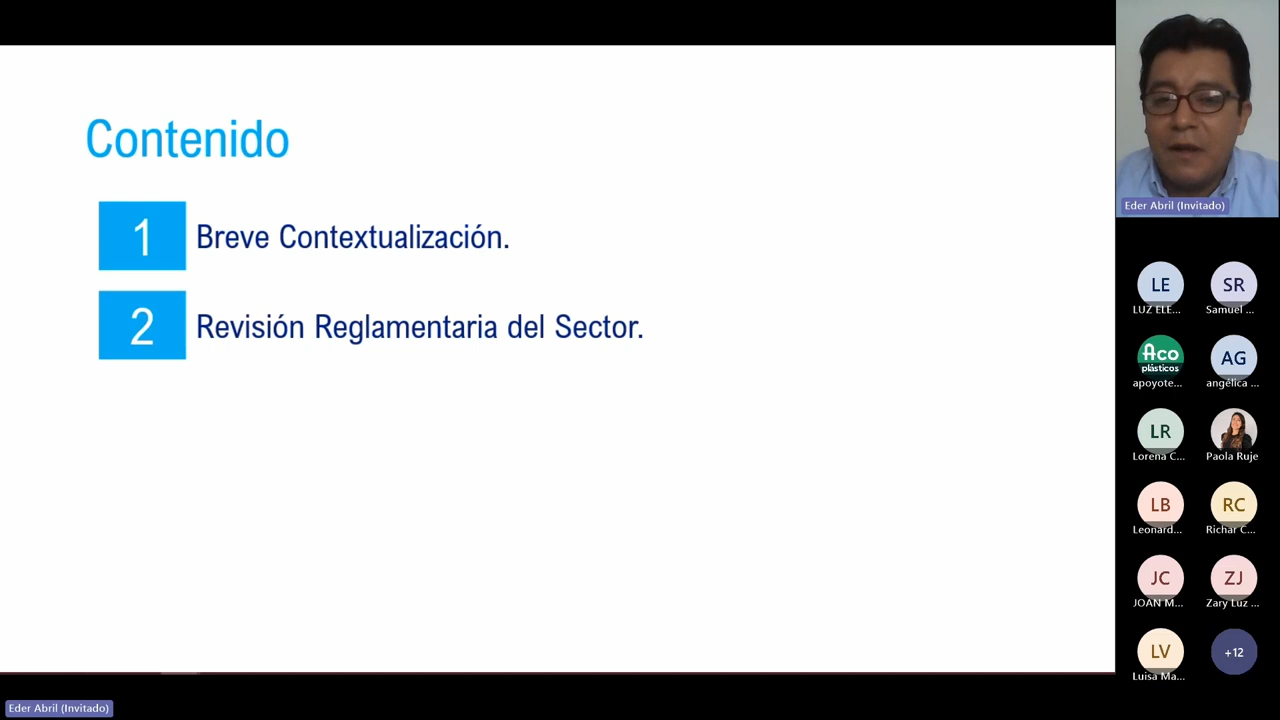 Contenido
1 Breve Contextualización.
2 Revisión Reglamentaria del Sector.
Eder Abril (Invitado)
LE SR
LUZ ELE... Samuel ...
Aco AG
plásticos
apoyote... angélica ...
LR
Lorena C... Paola Ruje
LB RC
Leonard... Richar C...
JC ZJ
JOAN M... Zary Luz ...
LV +12
Luisa Ma...
Eder Abril (Invitado)